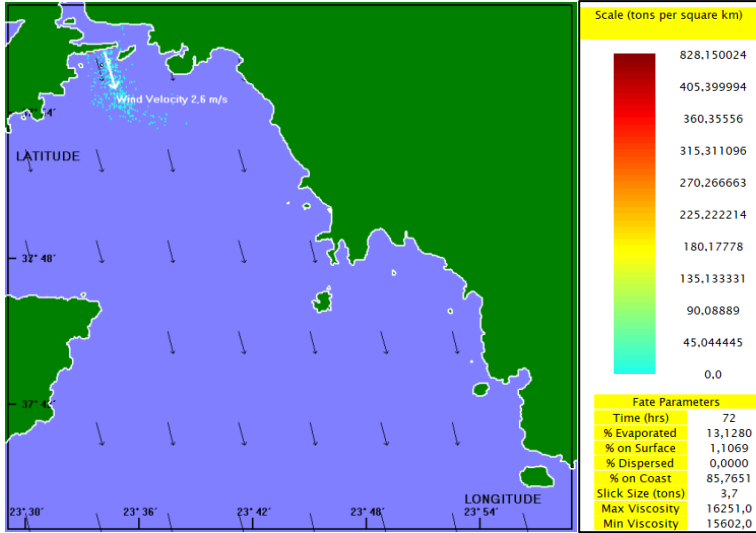 Wind Velocity 2,6 m/s
LATITUDE
37° 48′
37° 42′
LONGITUDE
23° 30′ 23° 36′ 23° 42′ 23° 48′ 23° 54′
Scale (tons per square km)
828,150024
405,399994
360,35556
315,311096
270,266663
225,222214
180,17778
135,133331
90,08889
45,044445
0,0
Fate Parameters
Time (hrs) 72
% Evaporated 13,1280
% on Surface 1,1069
% Dispersed 0,0000
% on Coast 85,7651
Slick Size (tons) 3,7
Max Viscosity 16251,0
Min Viscosity 15602,0